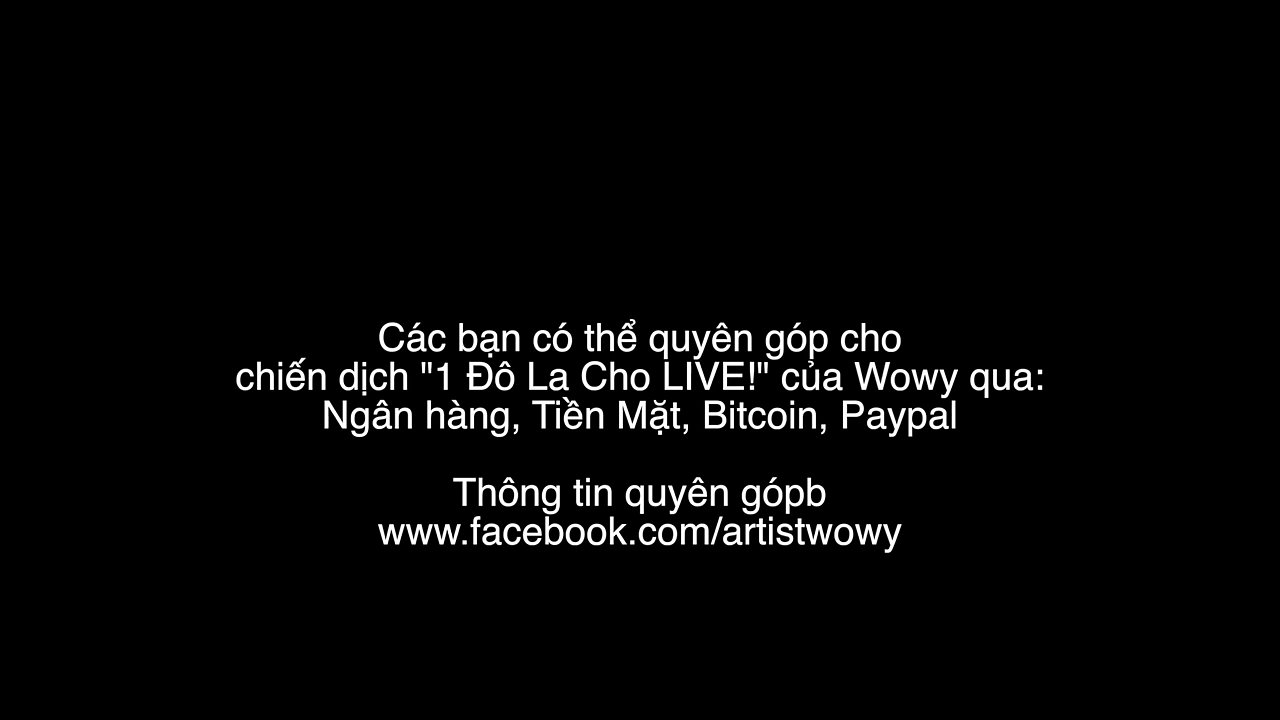 Các bạn có thể quyên góp cho
chiến dịch "1 Đô La Cho LIVE!" của Wowy qua:
Ngân hàng, Tiền Mặt, Bitcoin, Paypal
Thông tin quyên gópb
www.facebook.com/artistwowy